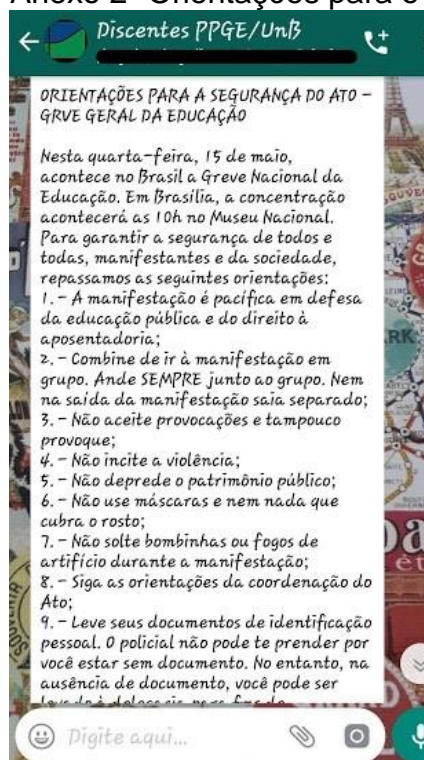 Discentes PPGE/UnB
ORIENTAÇÕES PARA A SEGURANÇA DO ATO –
GRVE GERAL DA EDUCAÇÃO
Nesta quarta-feira, 15 de maio,
acontece no Brasil a Greve Nacional da
Educação. Em Brasília, a concentração
acontecerá as 10h no Museu Nacional.
Para garantir a segurança de todos e
todas, manifestantes e da sociedade,
repassamos as seguintes orientações:
1. - A manifestação é pacífica em defesa
da educação pública e do direito à
aposentadoria;
2. - Combine de ir à manifestação em
grupo. Ande SEMPRE junto ao grupo. Nem
na saída da manifestação saia separado;
3. - Não aceite provocações e tampouco
provoque;
4. - Não incite a violência;
5. - Não deprede o patrimônio público;
6. - Não use máscaras e nem nada que
cubra o rosto;
7. - Não solte bombinhas ou fogos de
artifício durante a manifestação;
8. - Siga as orientações da coordenação do
Ato;
9. - Leve seus documentos de identificação
pessoal. O policial não pode te prender por
você estar sem documento. No entanto, na
ausência de documento, você pode ser
Digite aqui...